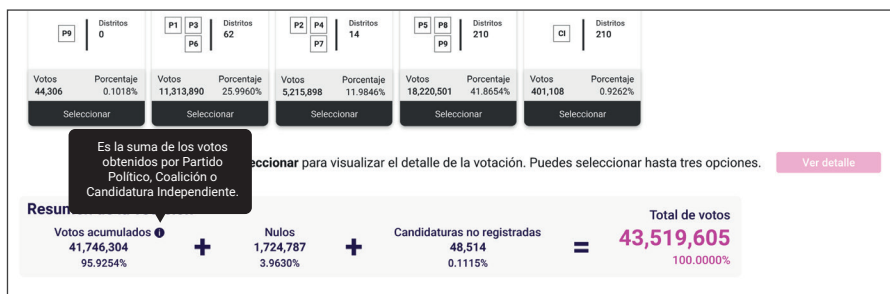 P9
Distritos
0
P1 P3
P6
Distritos
62
P2 P4
P7
Distritos
14
P5 P8
P9
Distritos
210
CI
Distritos
210
Votos Porcentaje
44,306 0.1018%
Votos Porcentaje
11,313,890 25.9960%
Votos Porcentaje
5,215,898 11.9846%
Votos Porcentaje
18,220,501 41.8654%
Votos Porcentaje
401,108 0.9262%
Seleccionar Seleccionar Seleccionar Seleccionar Seleccionar
Es la suma de los votos
obtenidos por Partido
Político, Coalición o
Candidatura Independiente.
eccionar para visualizar el detalle de la votación. Puedes seleccionar hasta tres opciones.
Ver detalle
Resum
Votos acumulados
41,746,304
95.9254%
+
Nulos
1,724,787
3.9630%
+
Candidaturas no registradas
48,514
0.1115%
=
Total de votos
43,519,605
100.0000%